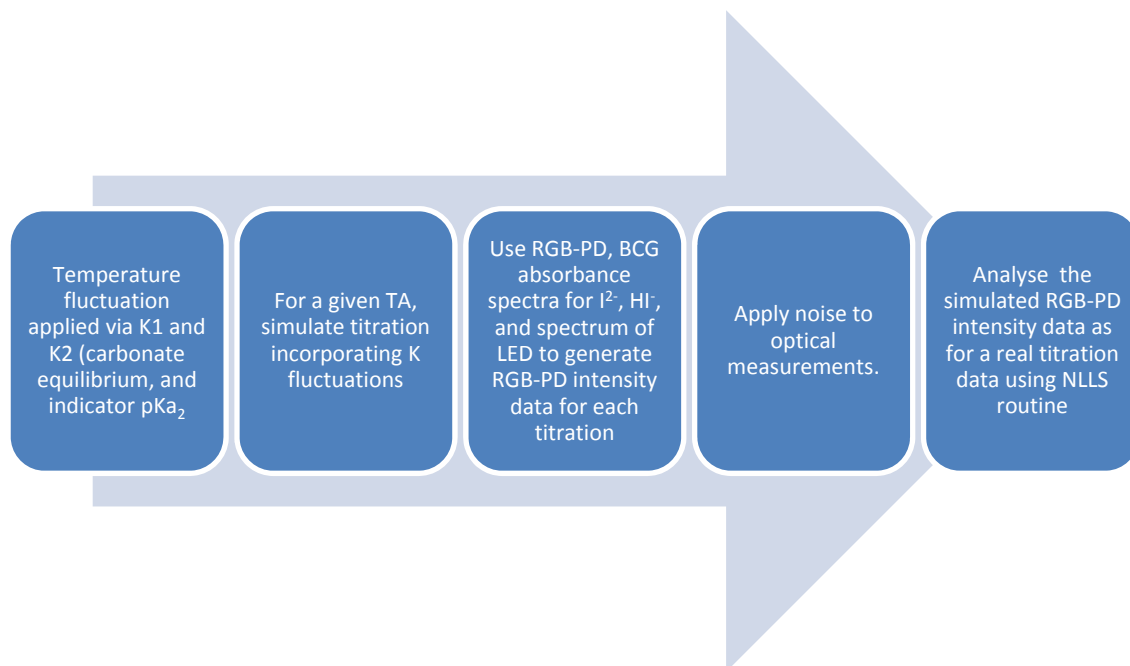 Temperature
fluctuation
applied via K1 and
K2 (carbonate
equilibrium, and
indicator pKa₂
For a given TA,
simulate titration
incorporating K
fluctuations
Use RGB-PD, BCG
absorbance
spectra for I²⁻, HI⁻,
and spectrum of
LED to generate
RGB-PD intensity
data for each
titration
Apply noise to
optical
measurements.
Analyse the
simulated RGB-PD
intensity data as
for a real titration
data using NLLS
routine